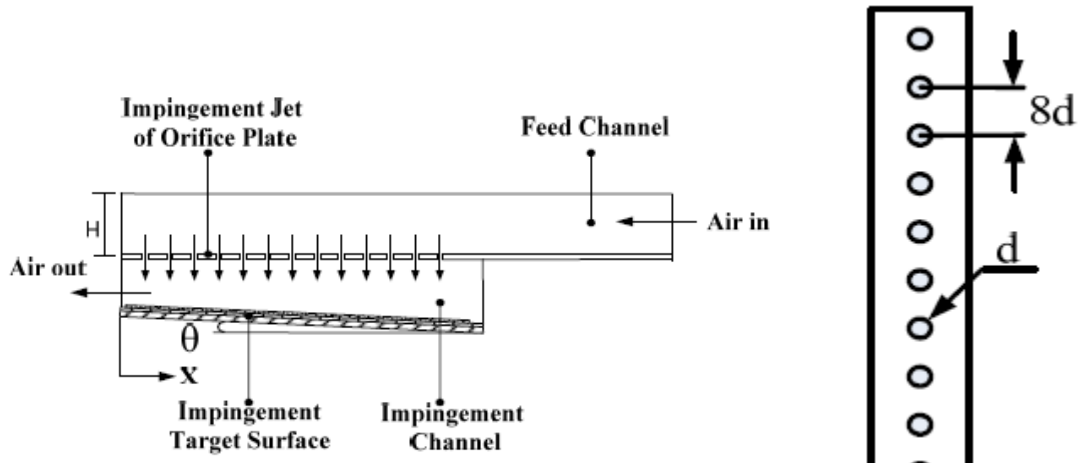 Impingement Jet
of Orifice Plate
Feed Channel
H
Air in
Air out
θ
X
Impingement
Target Surface
Impingement
Channel
8d
d